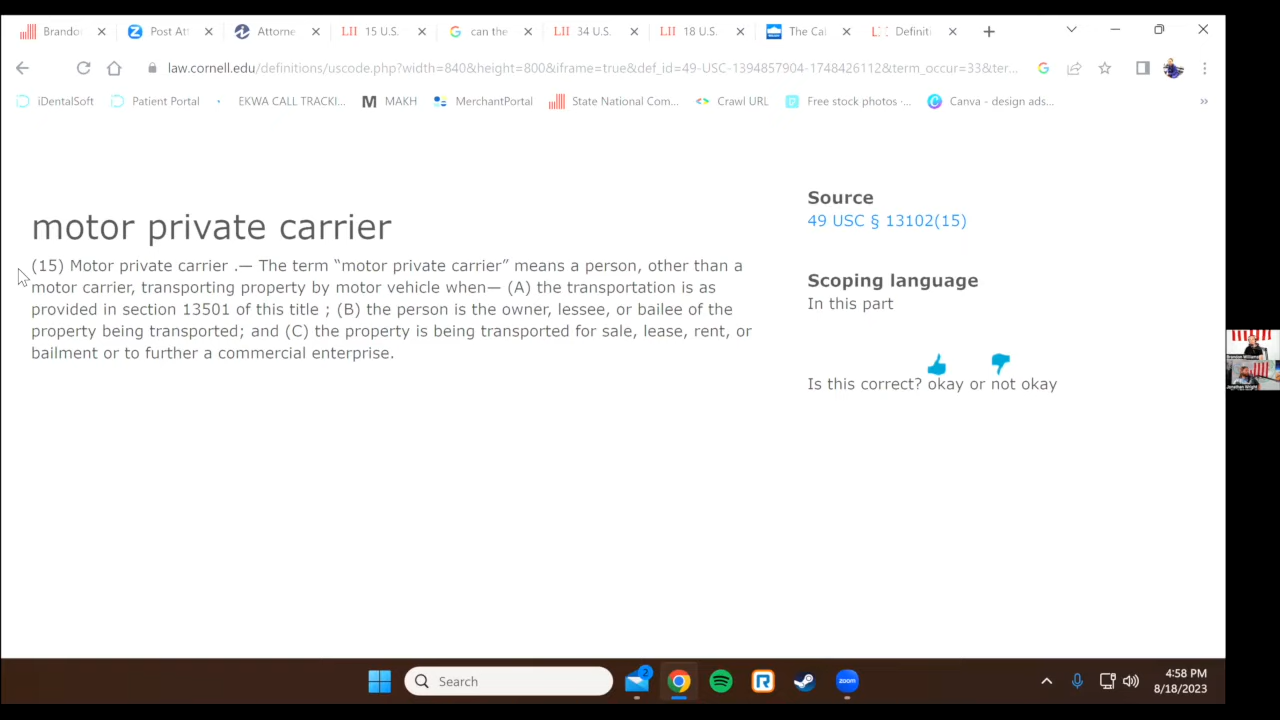 Brando
Post Att
Attorne
LII 15 U.S.
can the
LII 34 U.S.
LII 18 U.S.
The Cal
Definiti
law.cornell.edu/definitions/uscode.php?width=840&height=800&iframe=true&def_id=49-USC-1394857904-1748426112&term_occur=33&ter...
iDentalSoft
Patient Portal
EKWA CALL TRACKI...
M MAKH
MerchantPortal
State National Com...
Crawl URL
Free stock photos ·...
Canva - design ads...
»
motor private carrier
(15) Motor private carrier .— The term “motor private carrier” means a person, other than a
motor carrier, transporting property by motor vehicle when— (A) the transportation is as
provided in section 13501 of this title ; (B) the person is the owner, lessee, or bailee of the
property being transported; and (C) the property is being transported for sale, lease, rent, or
bailment or to further a commercial enterprise.
Source
49 USC § 13102(15)
Scoping language
In this part
Is this correct? okay or not okay
Search
2
zoom
4:58 PM
8/18/2023